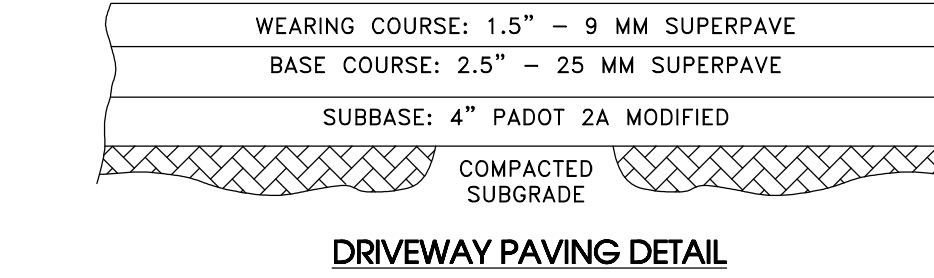 WEARING COURSE: 1.5” – 9 MM SUPERPAVE
BASE COURSE: 2.5” – 25 MM SUPERPAVE
SUBBASE: 4” PADOT 2A MODIFIED
COMPACTED
SUBGRADE
DRIVEWAY PAVING DETAIL